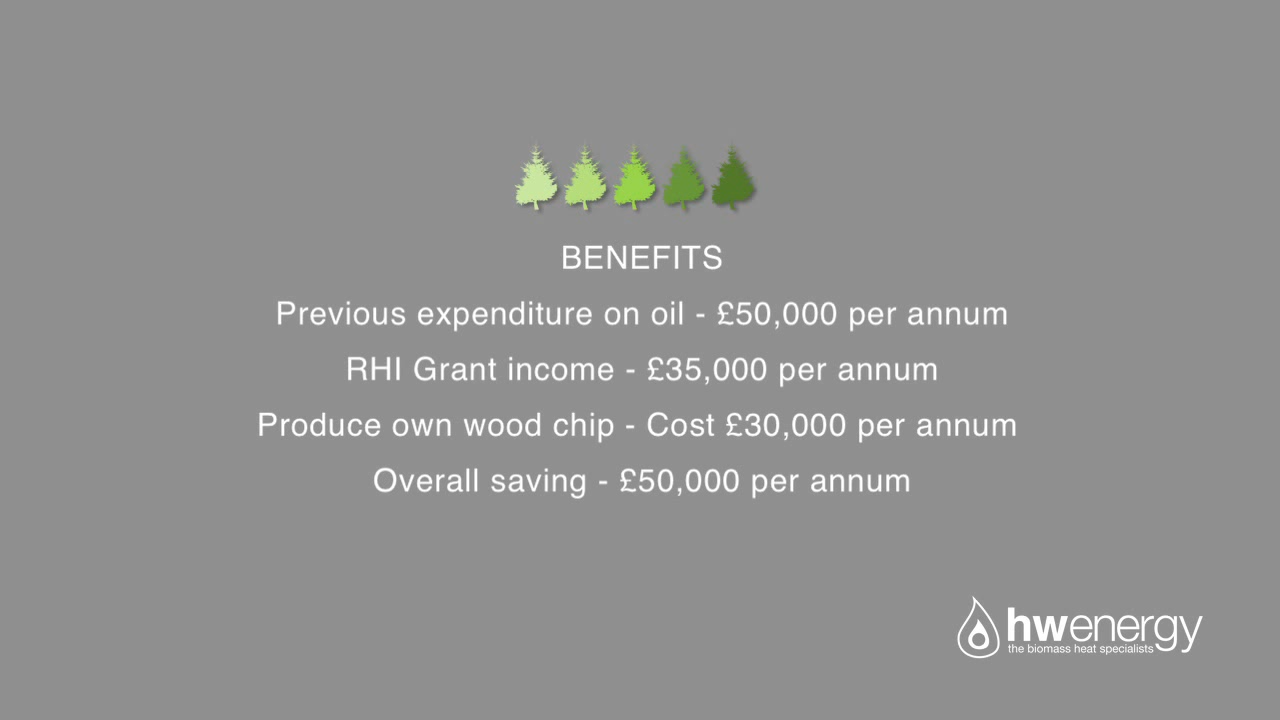 BENEFITS
Previous expenditure on oil - £50,000 per annum
RHI Grant income - £35,000 per annum
Produce own wood chip - Cost £30,000 per annum
Overall saving - £50,000 per annum
hwenergy
the biomass heat specialists